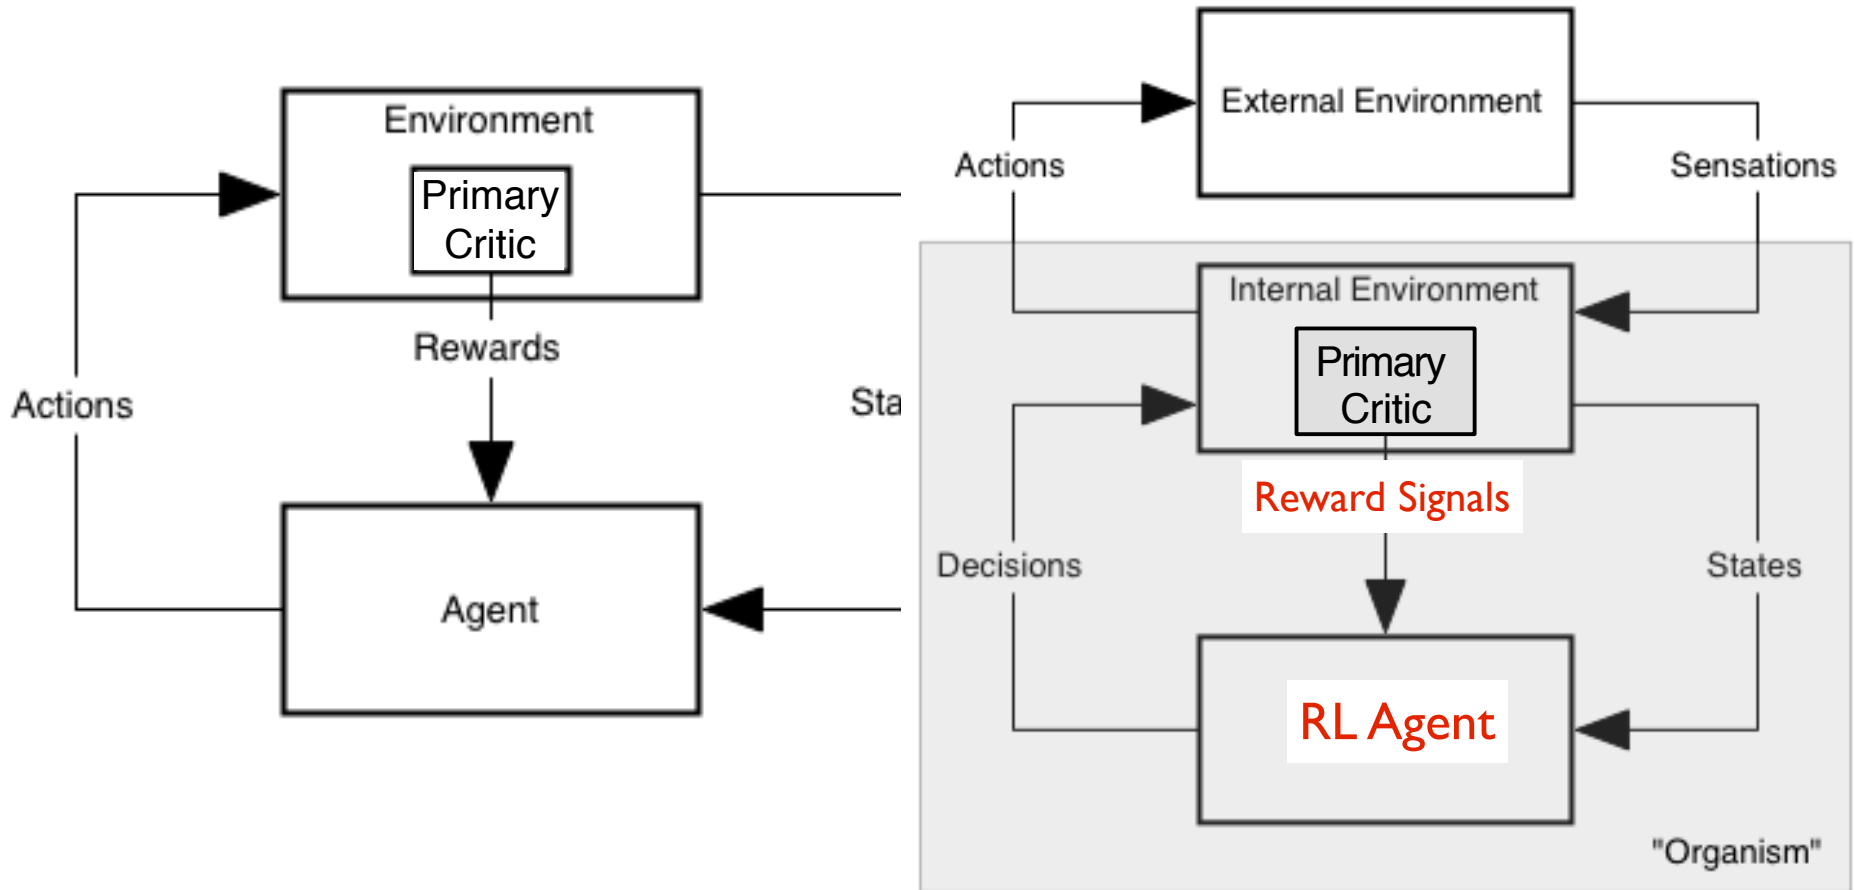 Environment
Primary
Critic
Rewards
Actions
Sta
Agent
External Environment
Actions
Sensations
Internal Environment
Primary
Critic
Reward Signals
Decisions
States
RL Agent
"Organism"